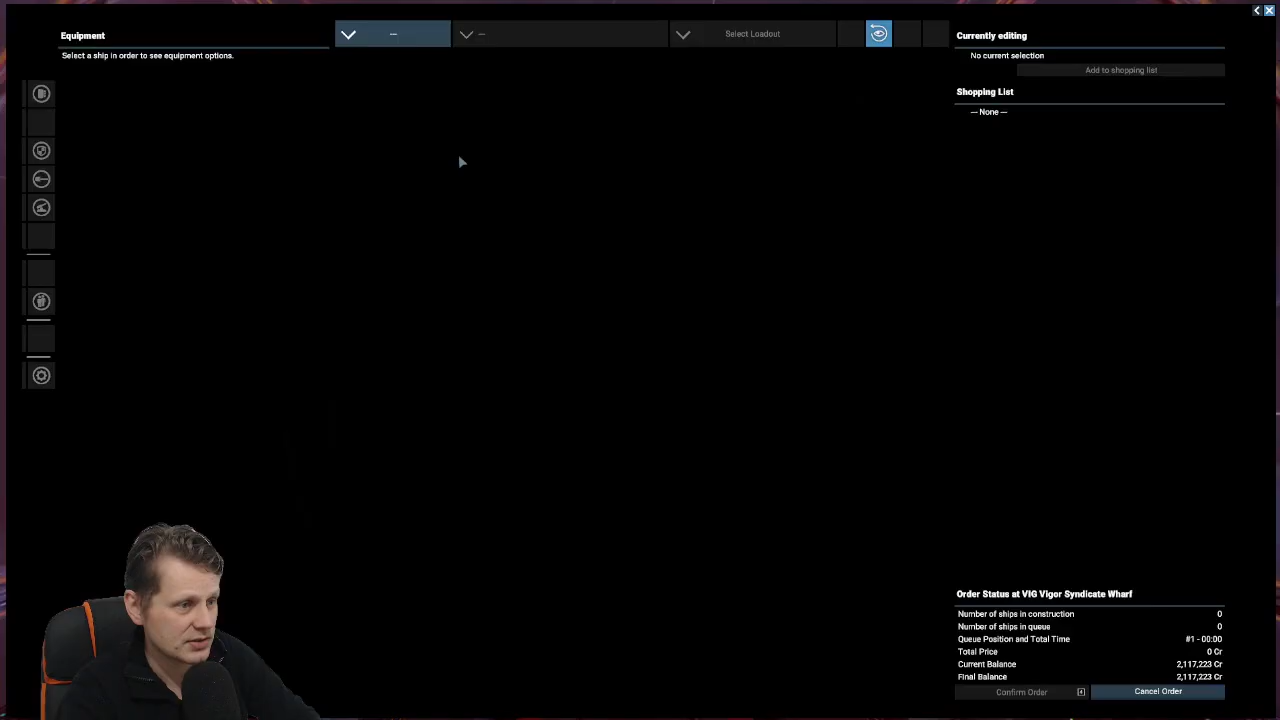 Equipment
Select a ship in order to see equipment options.
--
--
Select Loadout
Currently editing
No current selection
Add to shopping list
Shopping List
— None —
Order Status at VIG Vigor Syndicate Wharf
Number of ships in construction 0
Number of ships in queue 0
Queue Position and Total Time #1 - 00:00
Total Price 0 Cr
Current Balance 2,117,223 Cr
Final Balance 2,117,223 Cr
Confirm Order
Cancel Order